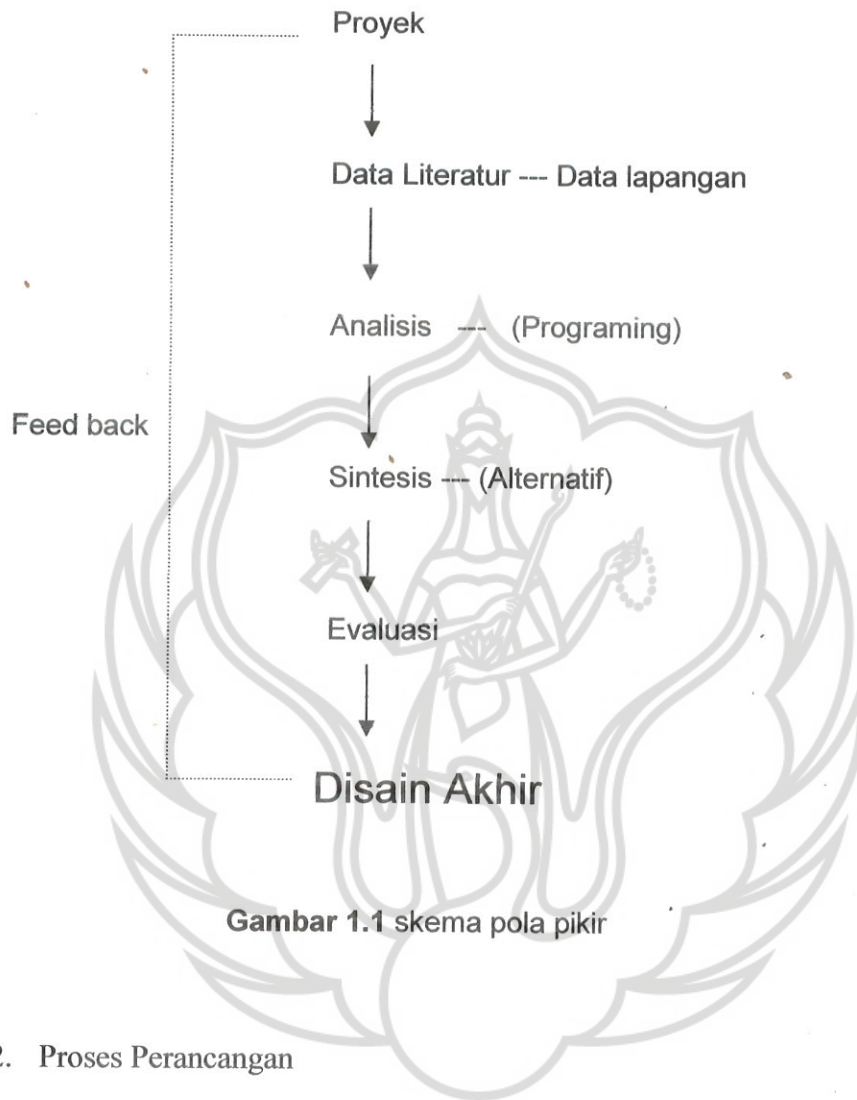 Proyek
Data Literatur --- Data lapangan
Analisis --- (Programing)
Feed back
Sintesis --- (Alternatif)
Evaluasi
Disain Akhir
Gambar 1.1 skema pola pikir
2. Proses Perancangan